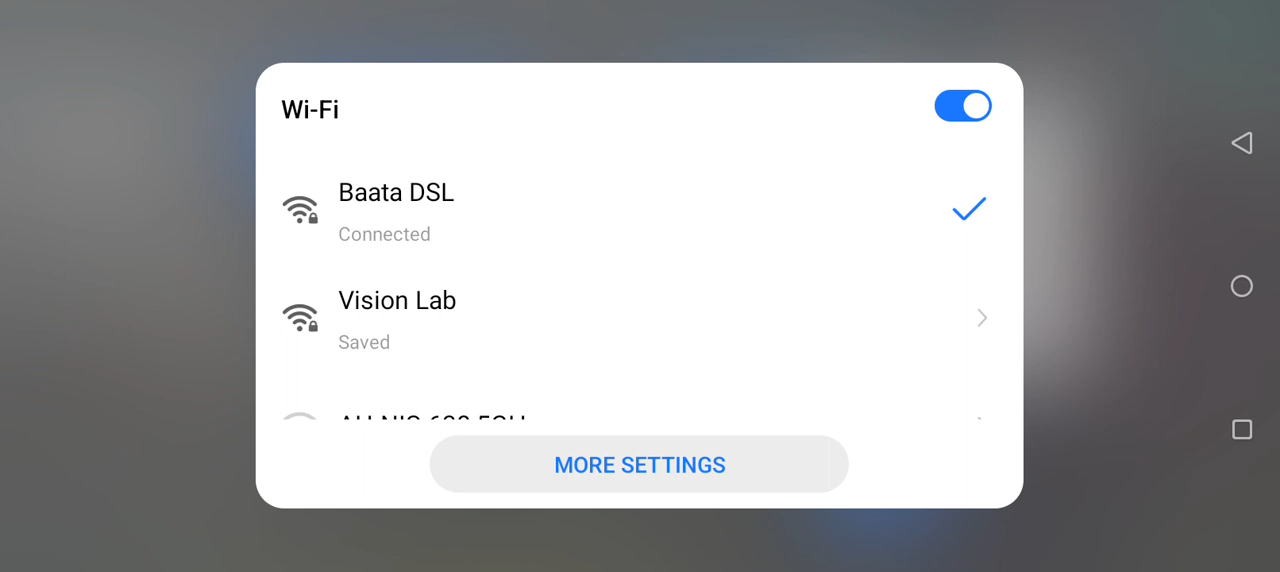 Wi-Fi
Baata DSL
Connected
Vision Lab
Saved
MORE SETTINGS